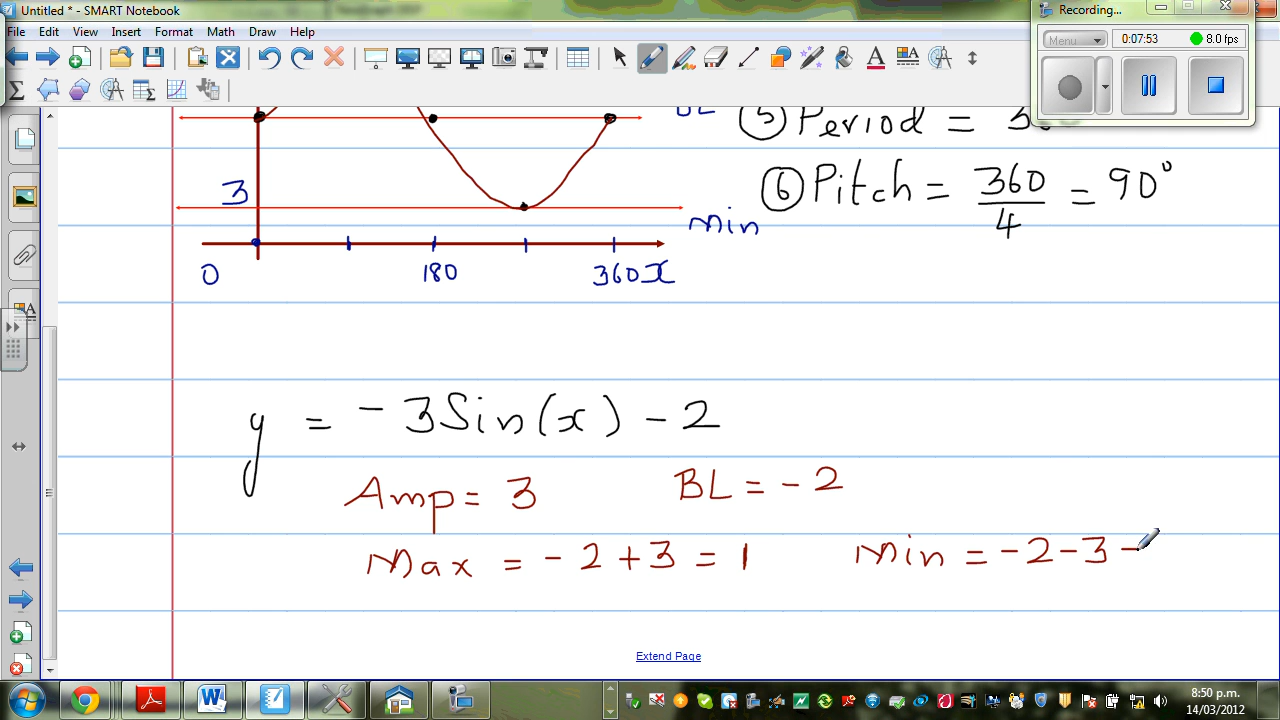 Untitled * - SMART Notebook
Recording...
File Edit View Insert Format Math Draw Help
Menu
0:07:53
8.0 fps
⑤ Period =
3
⑥ Pitch = 360/4 = 90°
min
0 180 360 x
y = -3Sin(x) - 2
Amp = 3 BL = -2
Max = -2+3 = 1 Min = -2-3 -
Extend Page
8:50 p.m.
14/03/2012